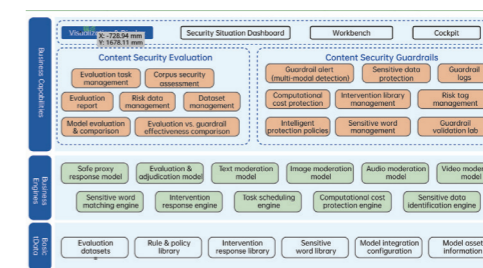 X: -728.94 mm
Y: 1678.11 mm
Security Situation Dashboard
Workbench
Cockpit
Business Capabilities
Content Security Evaluation
Evaluation task
management
Corpus security
assessment
Evaluation
report
Risk data
management
Dataset
management
Model evaluation
& comparison
Evaluation vs. guardrail
effectiveness comparison
Content Security Guardrails
Guardrail alert
(multi-modal detection)
Sensitive data
protection
Guardrail
logs
Computational
cost protection
Intervention library
management
Risk tag
management
Intelligent
protection policies
Sensitive word
management
Guardrail
validation lab
Business
Engines
Safe proxy
response model
Evaluation &
adjudication model
Text moderation
model
Image moderation
model
Audio moderation
model
Video moder
model
Sensitive word
matching engine
Intervention
response engine
Task scheduling
engine
Computational cost
protection engine
Sensitive data
identification engine
Basic
tData
Evaluation
datasets
Rule & policy
library
Intervention
response library
Sensitive
word library
Model integration
configuration
Model asset
information